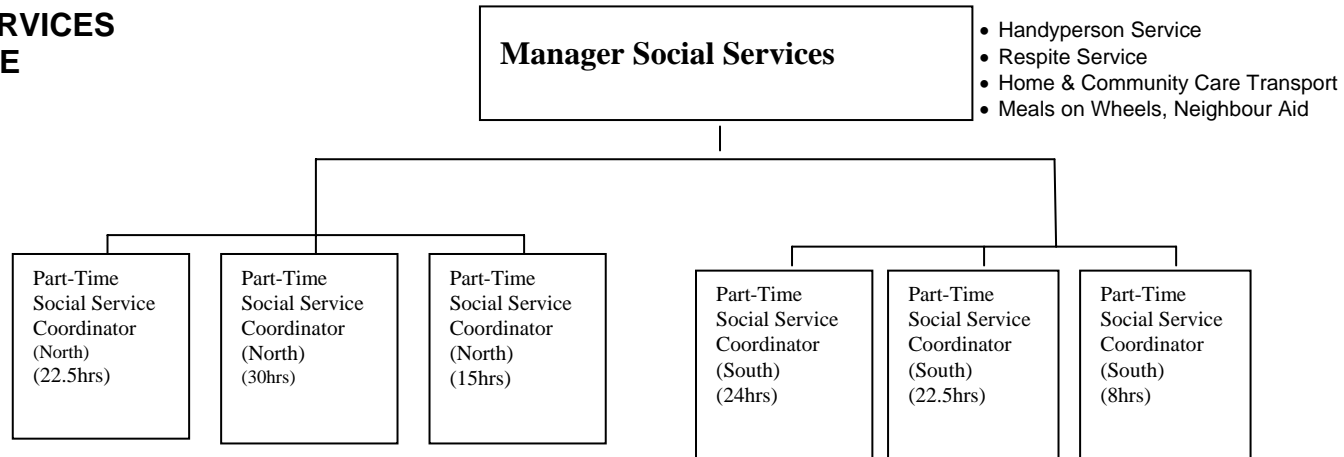 RVICES
E
Manager Social Services
• Handyperson Service
• Respite Service
• Home & Community Care Transport
• Meals on Wheels, Neighbour Aid
Part-Time
Social Service
Coordinator
(North)
(22.5hrs)
Part-Time
Social Service
Coordinator
(North)
(30hrs)
Part-Time
Social Service
Coordinator
(North)
(15hrs)
Part-Time
Social Service
Coordinator
(South)
(24hrs)
Part-Time
Social Service
Coordinator
(South)
(22.5hrs)
Part-Time
Social Service
Coordinator
(South)
(8hrs)